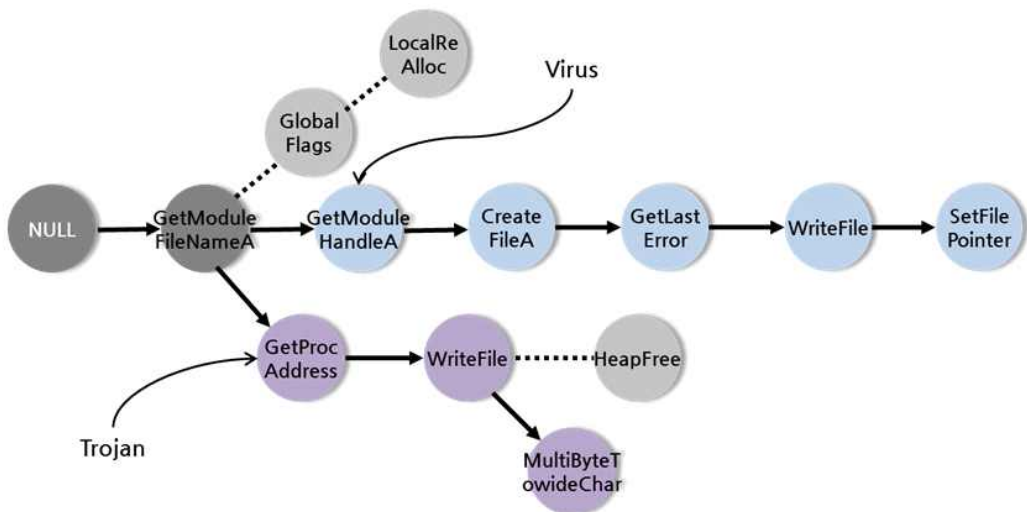 LocalRe
Alloc
Virus
Global
Flags
NULL
GetModule
FileNameA
GetModule
HandleA
Create
FileA
GetLast
Error
WriteFile
SetFile
Pointer
GetProc
Address
WriteFile
HeapFree
Trojan
MultiByteT
owideChar